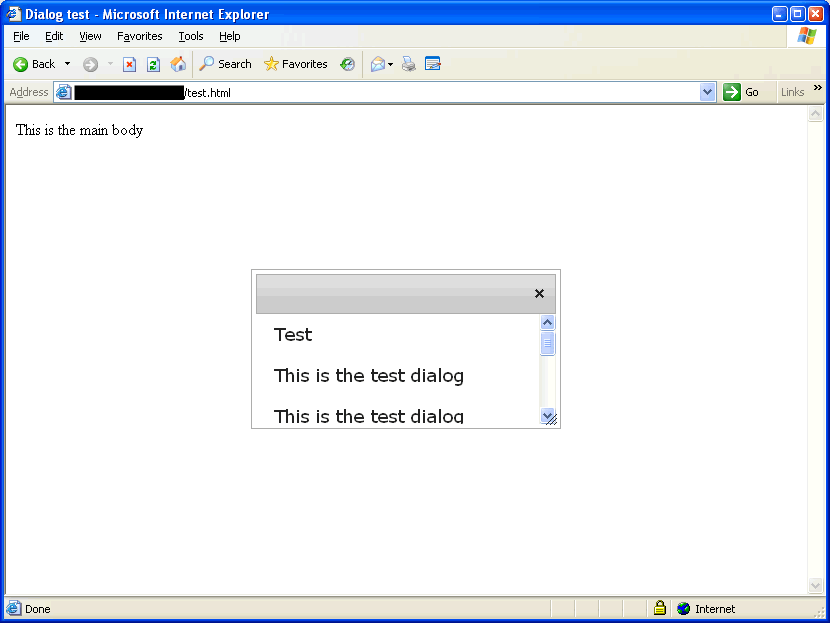 Dialog test - Microsoft Internet Explorer
File Edit View Favorites Tools Help
Back Search Favorites
Address /test.html Go Links »
This is the main body
×
Test
This is the test dialog
This is the test dialog
Done Internet